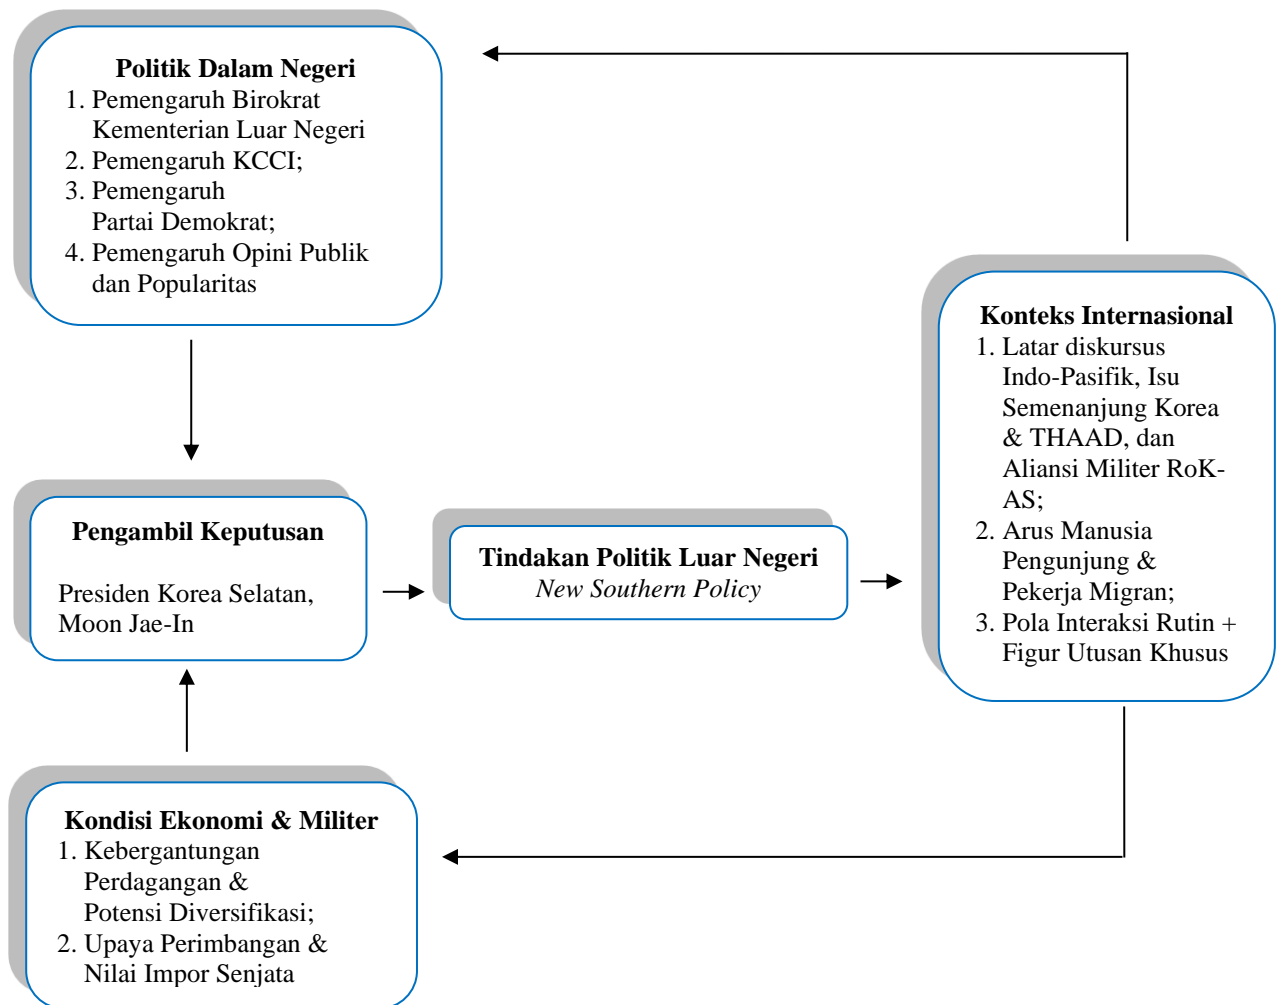 Politik Dalam Negeri
1. Pemengaruh Birokrat
Kementerian Luar Negeri
2. Pemengaruh KCCI;
3. Pemengaruh
Partai Demokrat;
4. Pemengaruh Opini Publik
dan Popularitas
Konteks Internasional
1. Latar diskursus
Indo-Pasifik, Isu
Semenanjung Korea
& THAAD, dan
Aliansi Militer RoK-
AS;
2. Arus Manusia
Pengunjung &
Pekerja Migran;
3. Pola Interaksi Rutin +
Figur Utusan Khusus
Pengambil Keputusan
Presiden Korea Selatan,
Moon Jae-In
Tindakan Politik Luar Negeri
New Southern Policy
Kondisi Ekonomi & Militer
1. Kebergantungan
Perdagangan &
Potensi Diversifikasi;
2. Upaya Perimbangan &
Nilai Impor Senjata